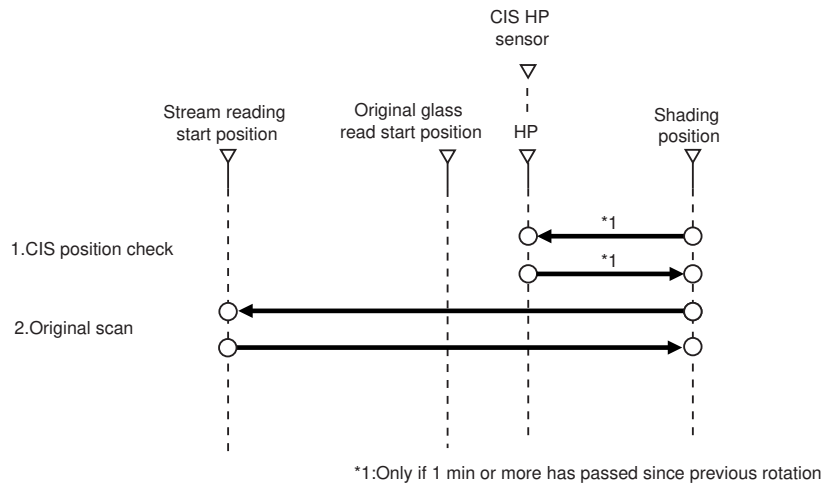 CIS HP
sensor
Stream reading
start position
Original glass
read start position
HP
Shading
position
*1
1.CIS position check
*1
2.Original scan
*1:Only if 1 min or more has passed since previous rotation